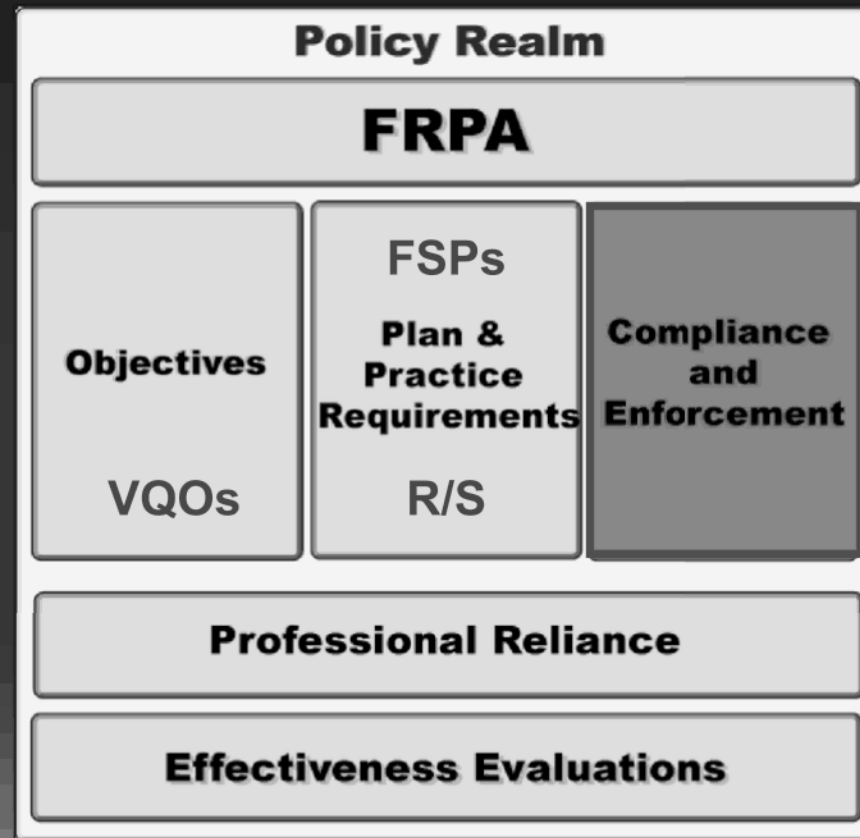 Policy Realm
FRPA
Objectives
VQOs
FSPs
Plan &
Practice
Requirements
R/S
Compliance
and
Enforcement
Professional Reliance
Effectiveness Evaluations